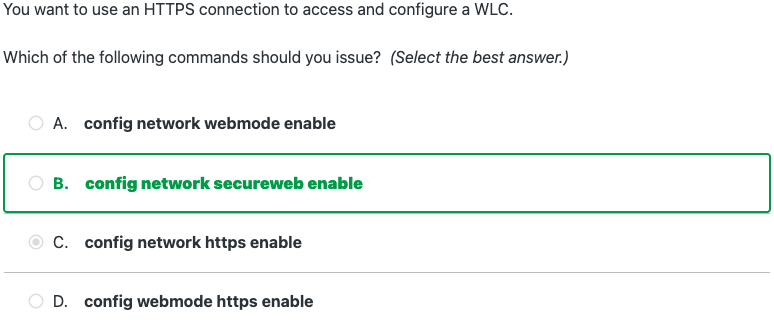 You want to use an HTTPS connection to access and configure a WLC.
Which of the following commands should you issue? (Select the best answer.)
A. config network webmode enable
B. config network secureweb enable
C. config network https enable
D. config webmode https enable